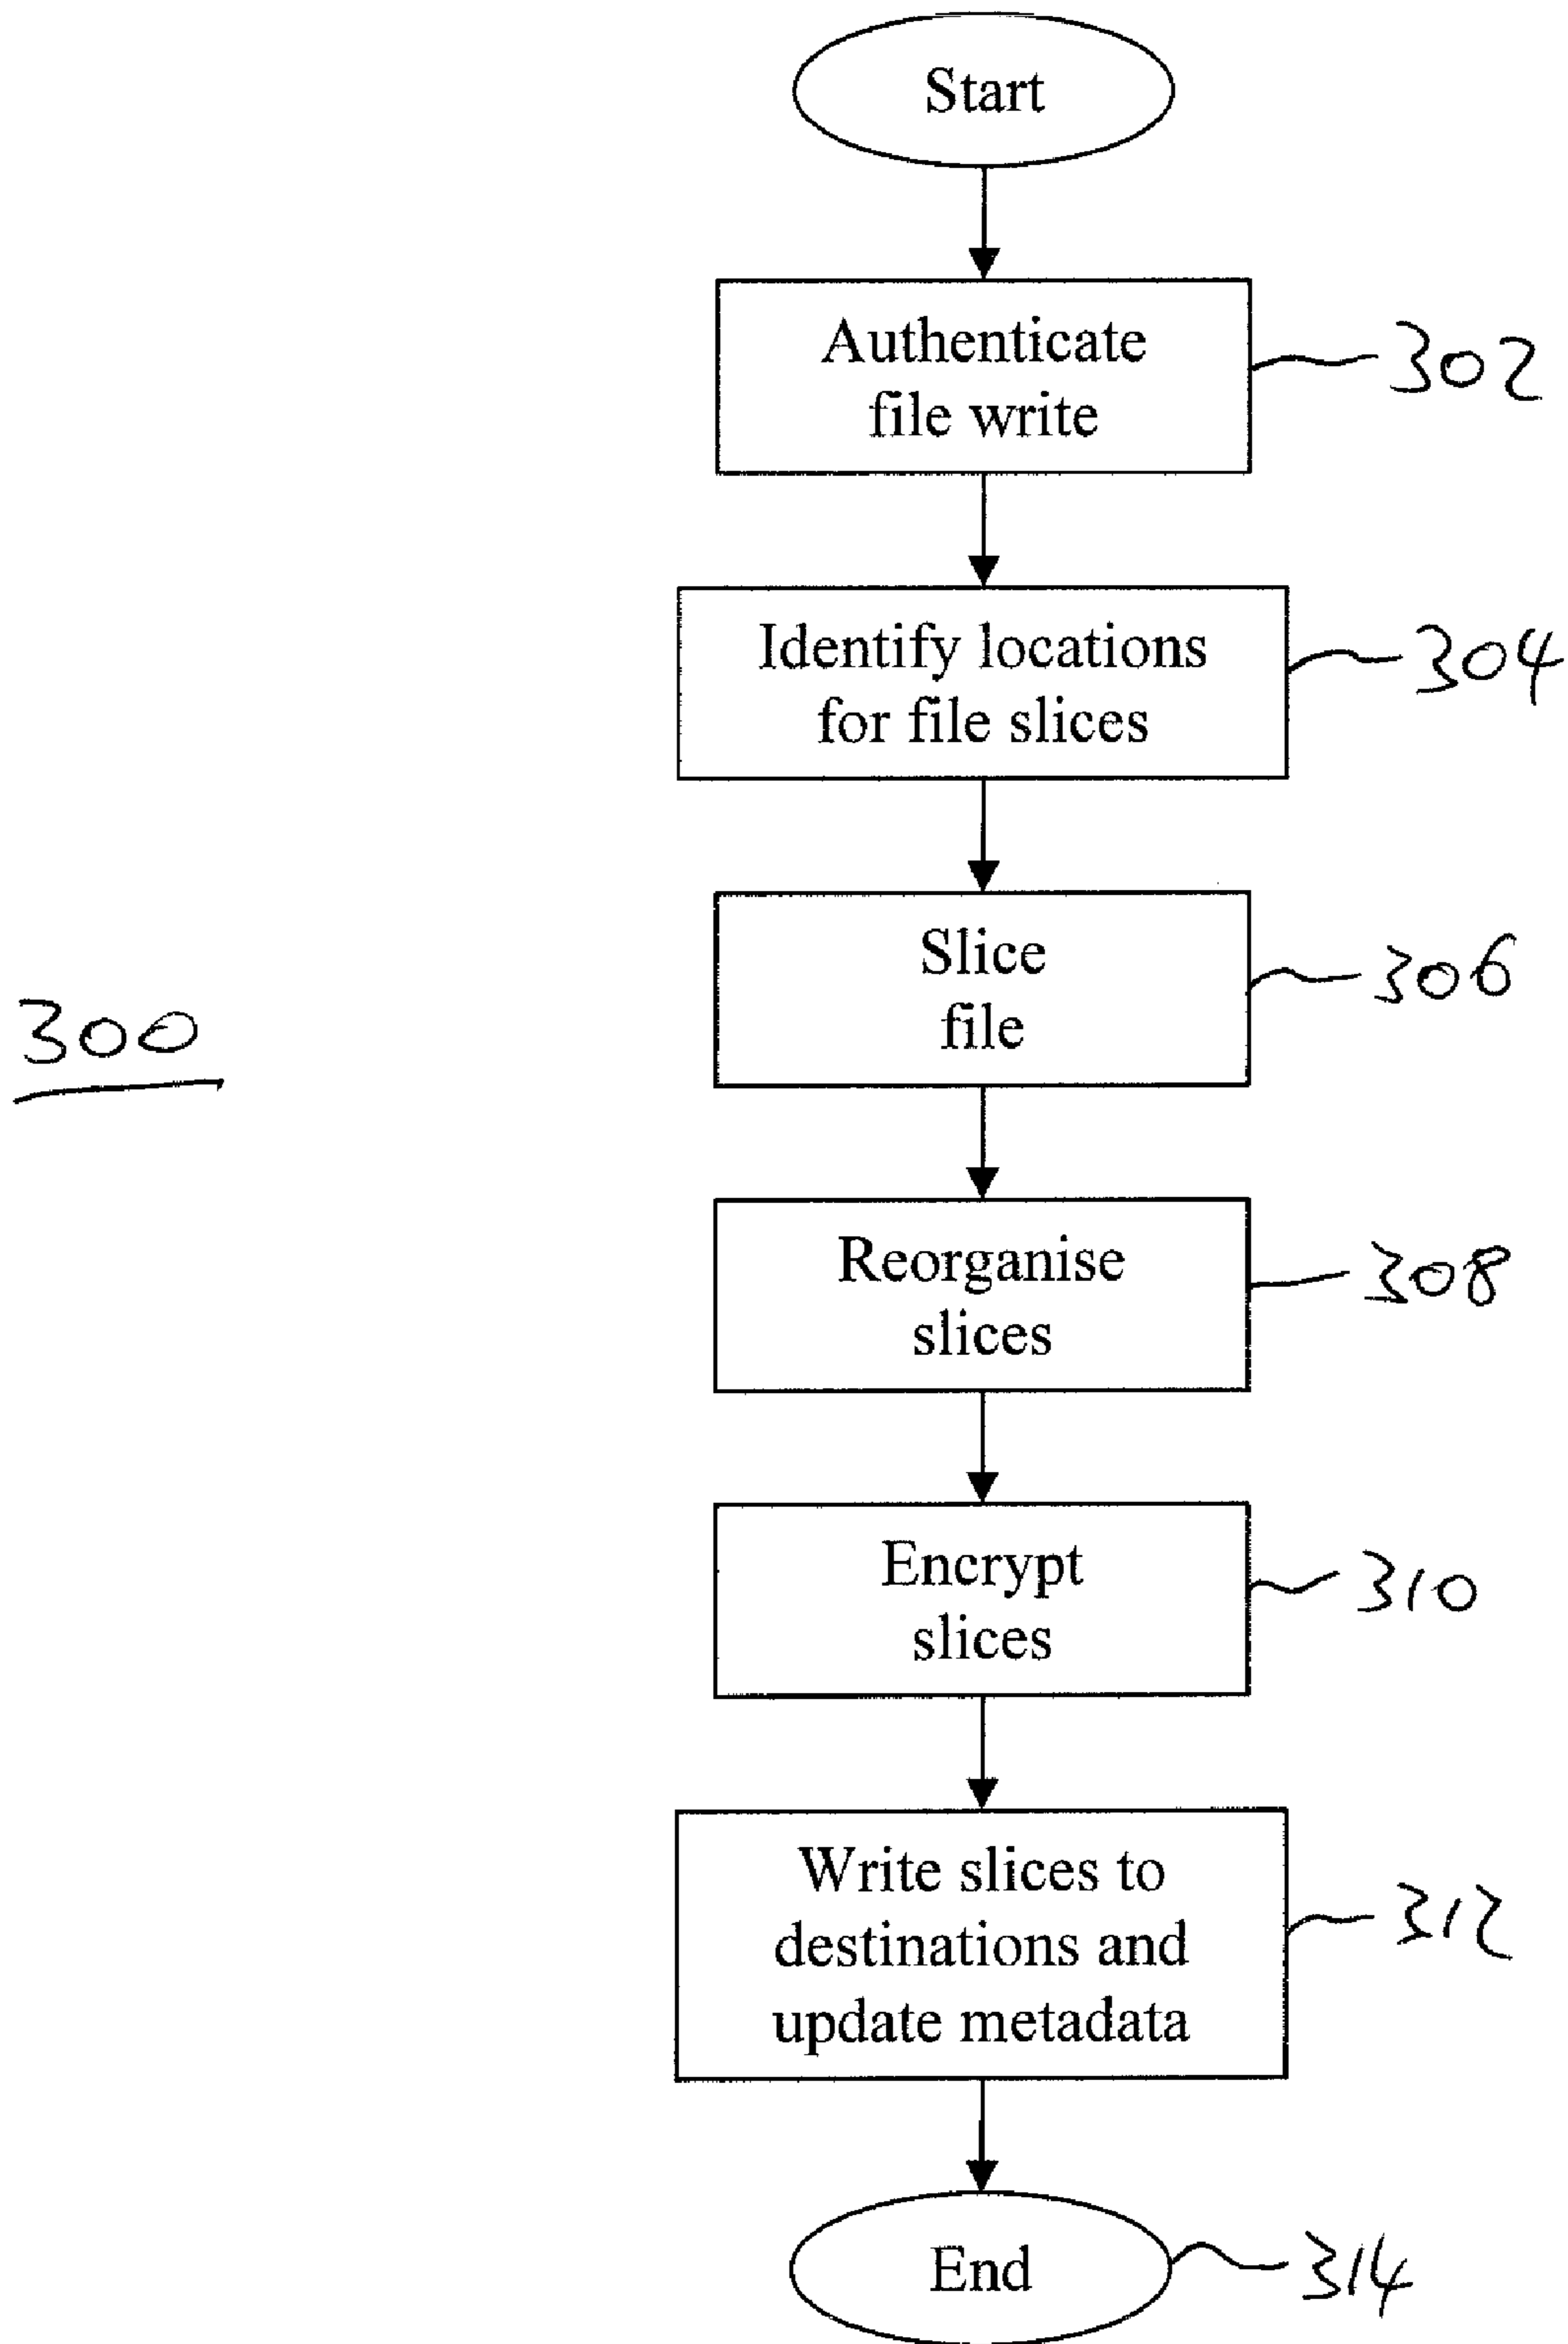 Start
Authenticate
file write
302
Identify locations
for file slices
304
Slice
file
306
300
Reorganise
slices
308
Encrypt
slices
310
Write slices to
destinations and
update metadata
312
End
314